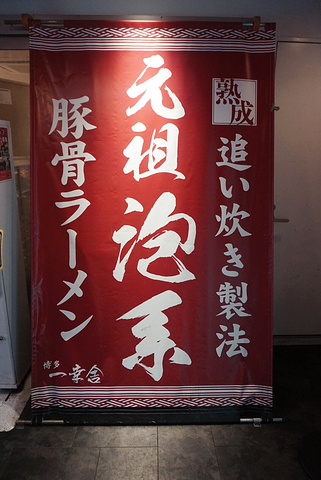 熟成
追い炊き製法
元祖泡系
豚骨ラーメン
博多
一幸舎